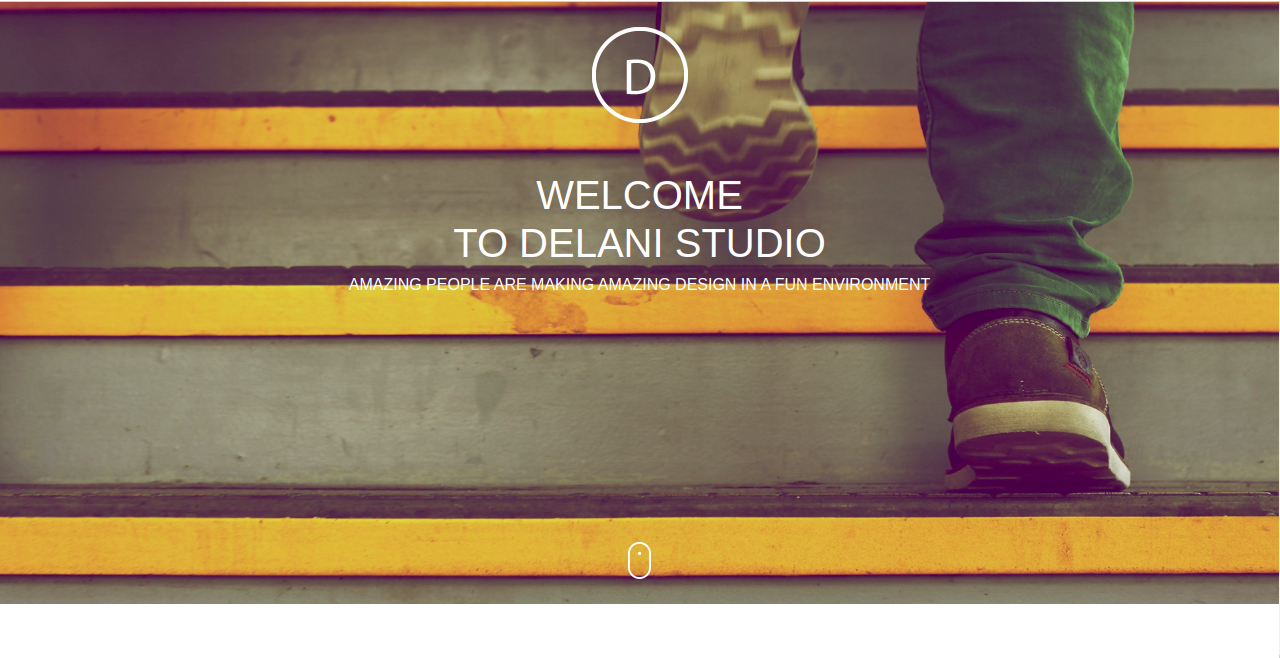 D
WELCOME
TO DELANI STUDIO
AMAZING PEOPLE ARE MAKING AMAZING DESIGN IN A FUN ENVIRONMENT